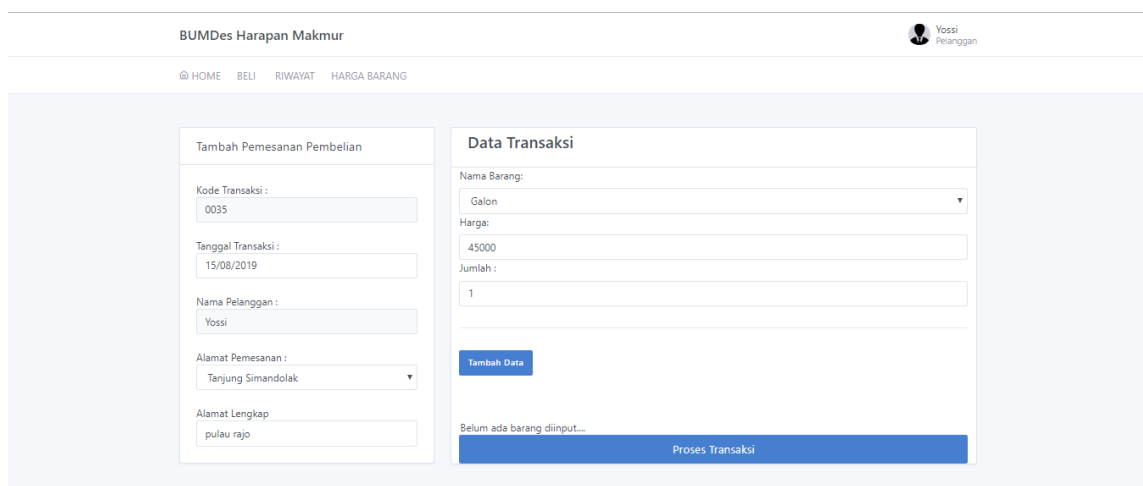 BUMDes Harapan Makmur
Yossi
Pelanggan
HOME BELI RIWAYAT HARGA BARANG
Tambah Pemesanan Pembelian
Kode Transaksi :
0035
Tanggal Transaksi :
15/08/2019
Nama Pelanggan :
Yossi
Alamat Pemesanan :
Tanjung Simandolak
Alamat Lengkap
pulau rajo
Data Transaksi
Nama Barang:
Galon
Harga:
45000
Jumlah :
1
Tambah Data
Belum ada barang diinput....
Proses Transaksi